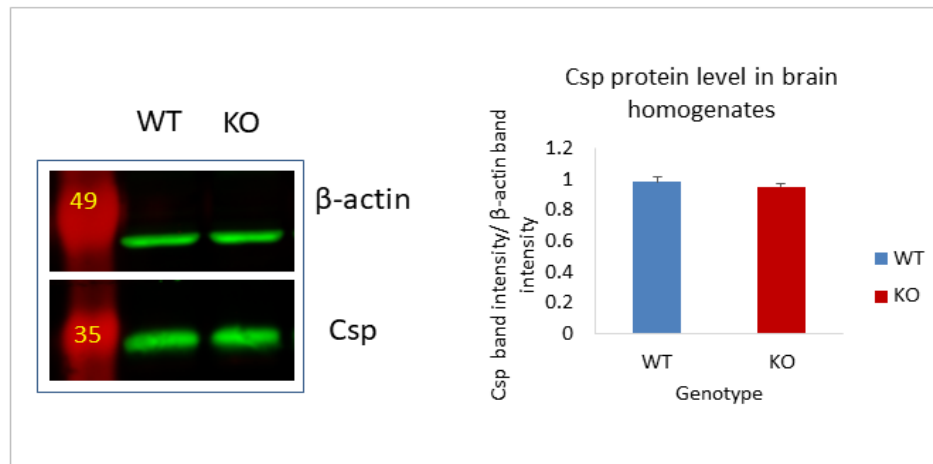 WT KO
49
β-actin
35
Csp
Csp protein level in brain
homogenates
Csp band intensity/ β-actin band
intensity
1.2
1
0.8
0.6
0.4
0.2
0
WT KO
Genotype
WT
KO